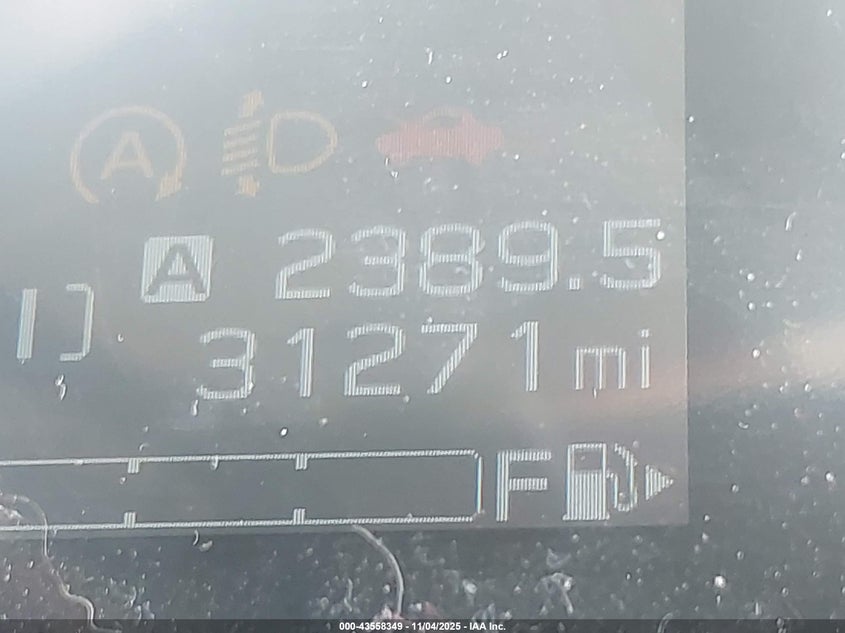 A
A 2389.5
31271 mi
F
000-43558349 - 11/04/2025 - IAA Inc.